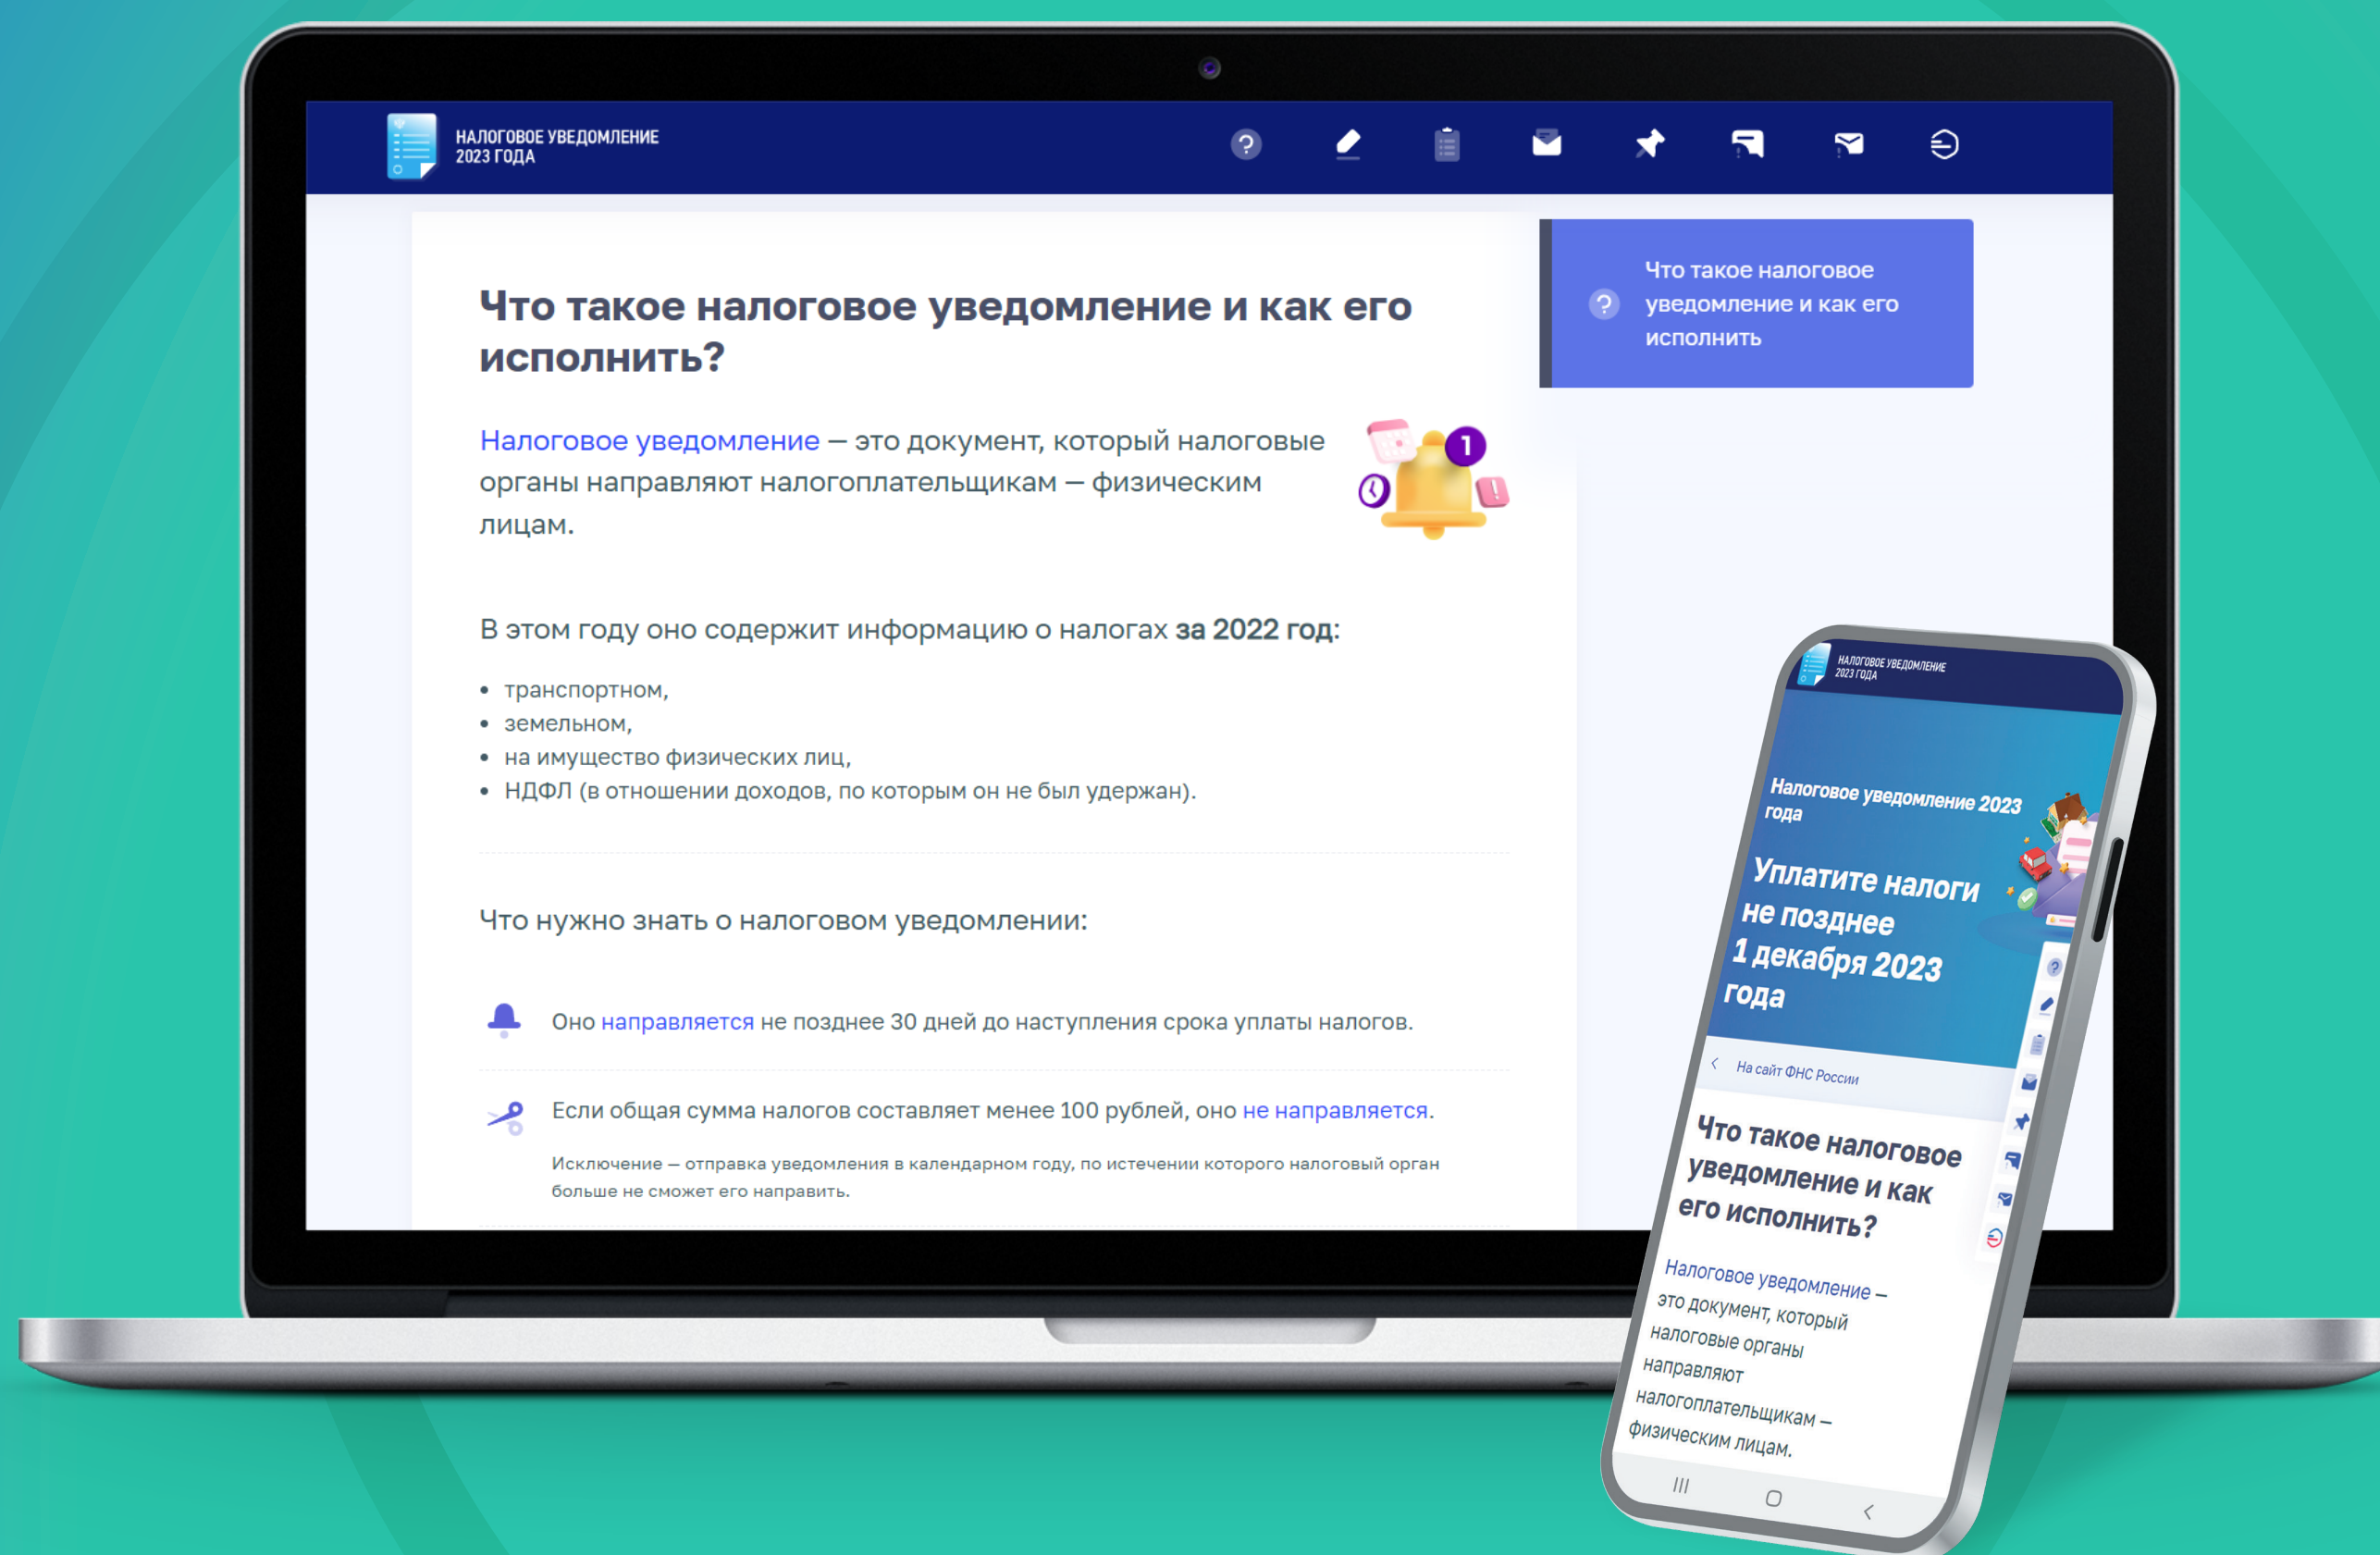 НАЛОГОВОЕ УВЕДОМЛЕНИЕ
2023 ГОДА
Что такое налоговое уведомление и как его
исполнить?
Что такое налоговое
уведомление и как его
исполнить
Налоговое уведомление — это документ, который налоговые
органы направляют налогоплательщикам — физическим
лицам.
1
В этом году оно содержит информацию о налогах за 2022 год:
• транспортном,
• земельном,
• на имущество физических лиц,
• НДФЛ (в отношении доходов, по которым он не был удержан).
Что нужно знать о налоговом уведомлении:
Оно направляется не позднее 30 дней до наступления срока уплаты налогов.
Если общая сумма налогов составляет менее 100 рублей, оно не направляется.
Исключение — отправка уведомления в календарном году, по истечении которого налоговый орган
больше не сможет его направить.
НАЛОГОВОЕ УВЕДОМЛЕНИЕ
2023 ГОДА
Налоговое уведомление 2023
года
Уплатите налоги
не позднее
1 декабря 2023
года
На сайт ФНС России
Что такое налоговое
уведомление и как
его исполнить?
Налоговое уведомление —
это документ, который
налоговые органы
направляют
налогоплательщикам —
физическим лицам.